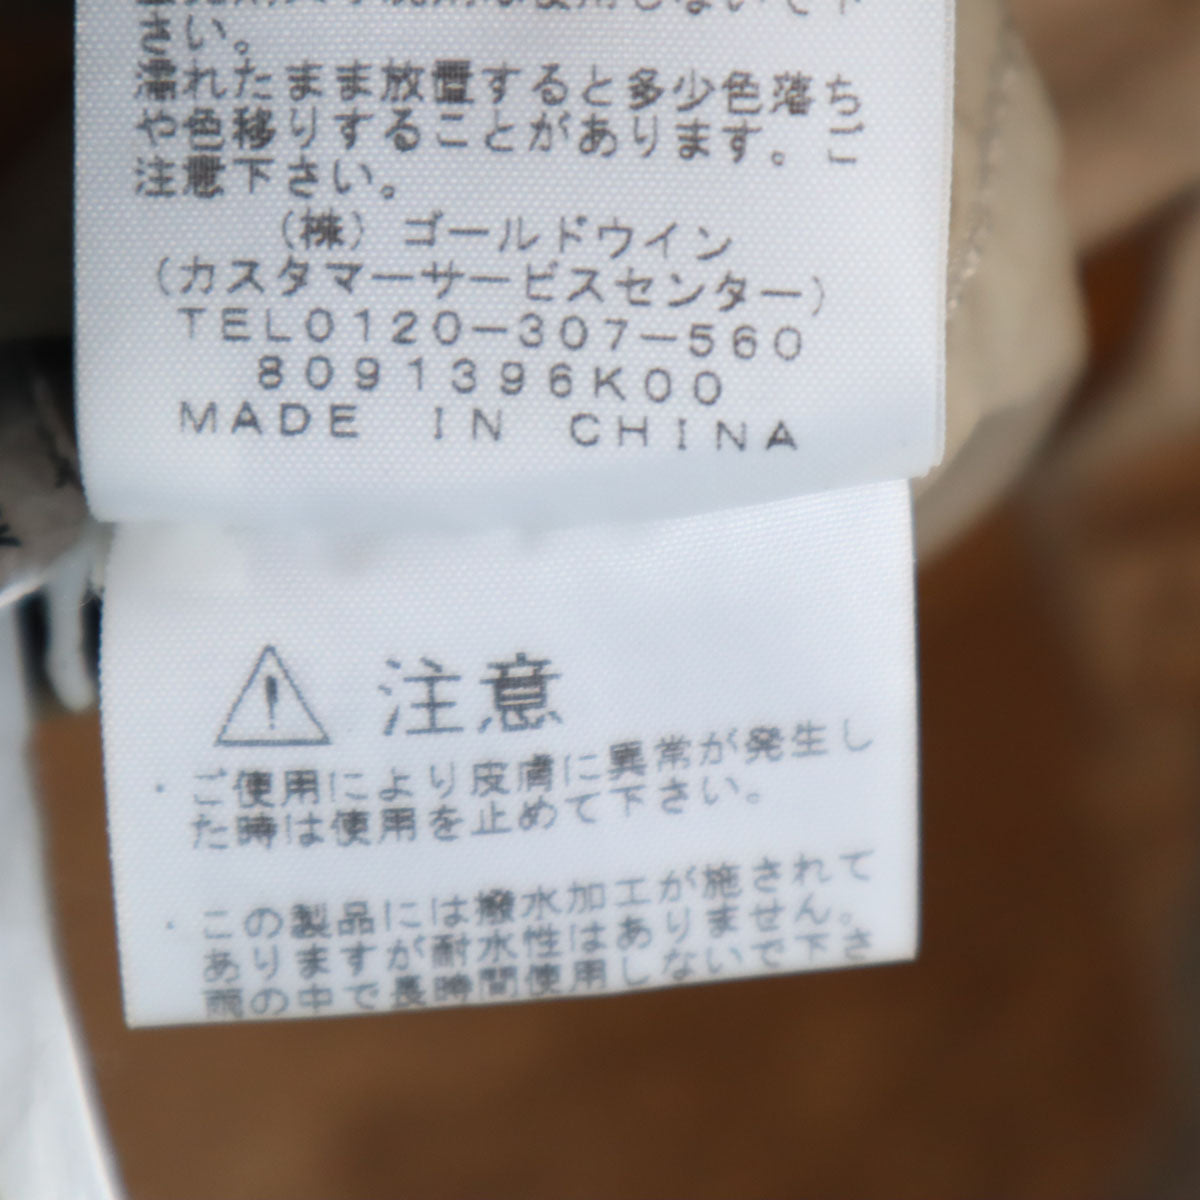 使用しないで下
さい。
濡れたまま放置すると多少色落ち
や色移りすることがあります。ご
注意下さい。
(株)ゴールドウイン
(カスタマーサービスセンター)
TEL0120-307-560
8091396K00
MADE IN CHINA
注意
・ご使用により皮膚に異常が発生し
た時は使用を止めて下さい。
・この製品には撥水加工が施されて
ありますが耐水性はありません。
雨の中で長時間使用しないで下さ